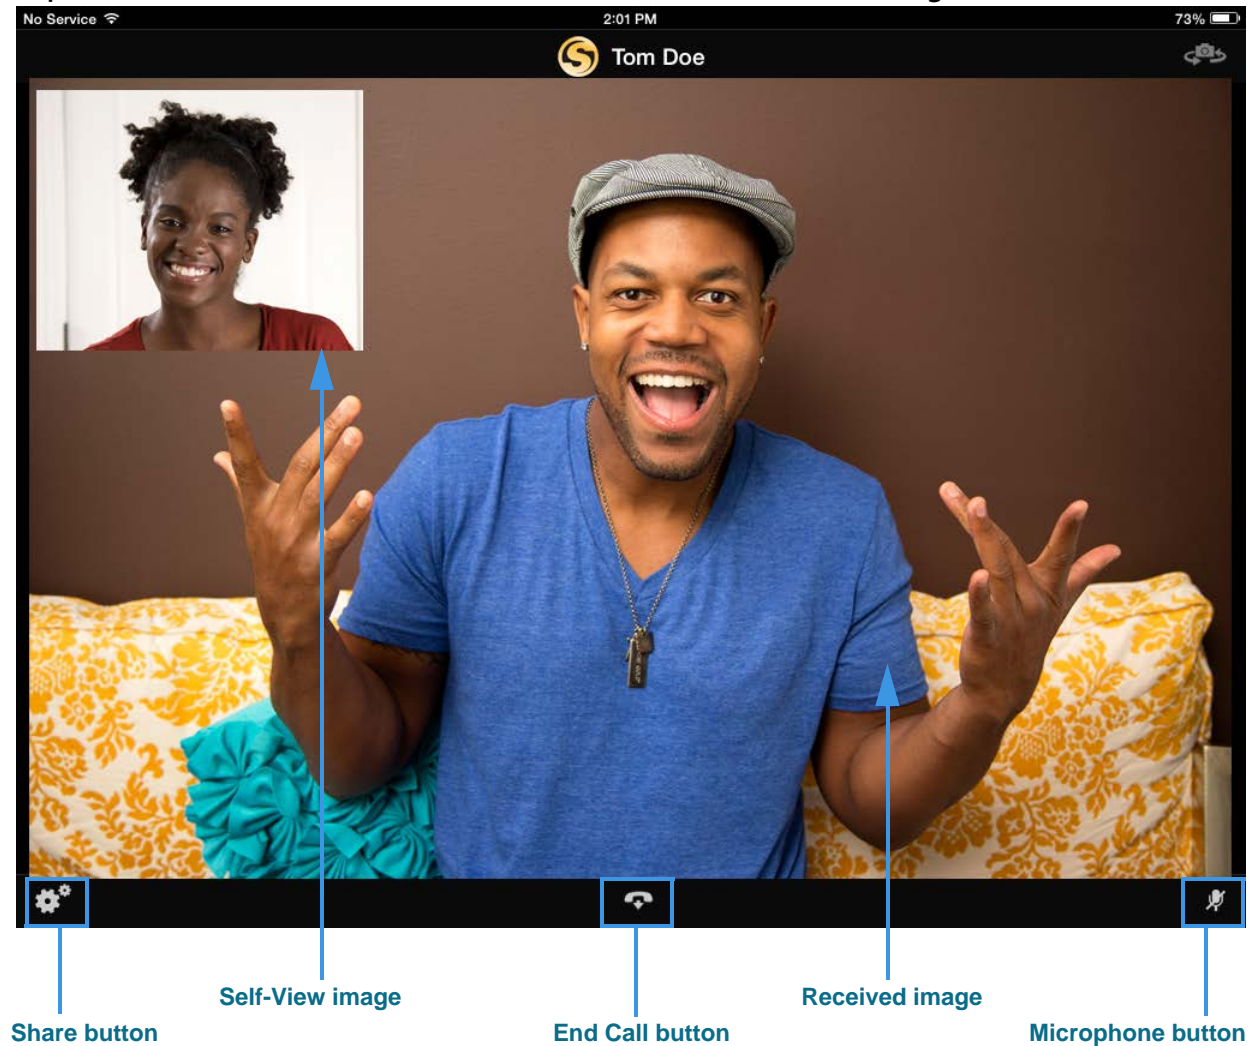 No Service
2:01 PM
73%
Tom Doe
Self-View image
Received image
Share button
End Call button
Microphone button